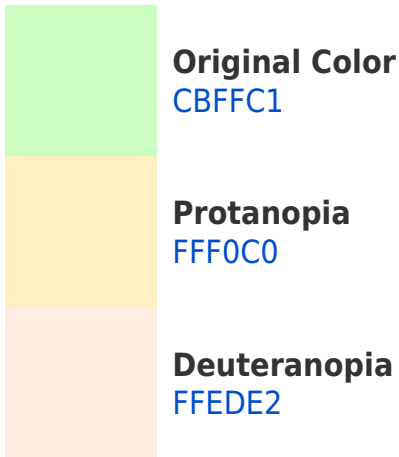 Original Color
CBFFC1
Protanopia
FFF0C0
Deuteranopia
FFEDE2